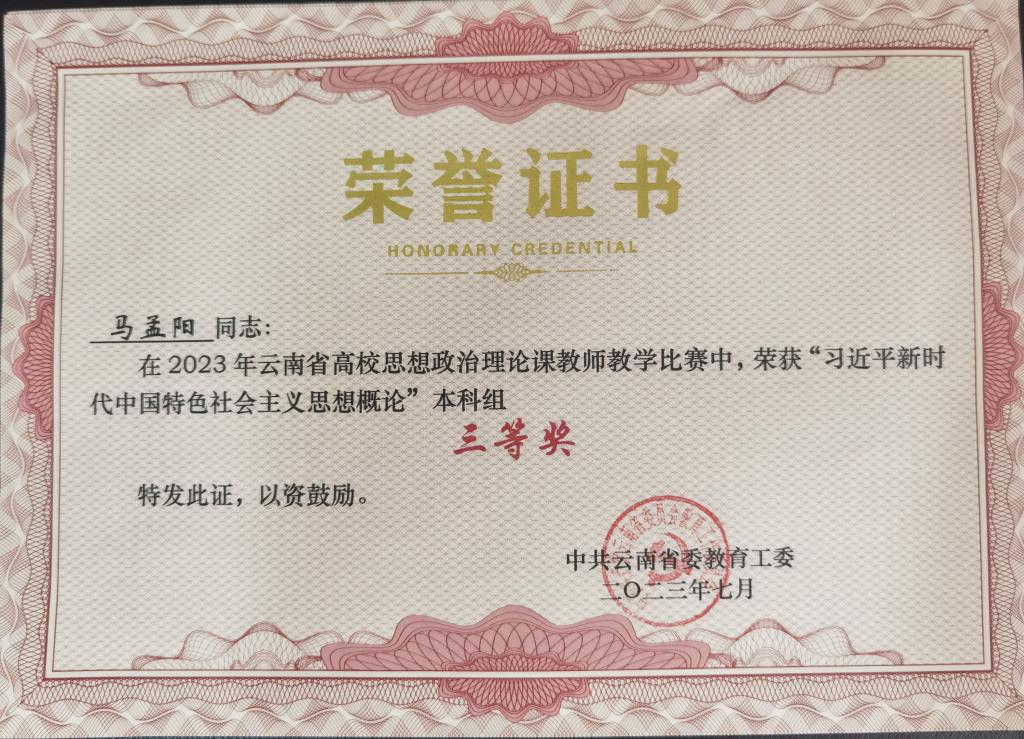 荣誉证书
HONORARY CREDENTIAL
马孟阳 同志：
在2023年云南省高校思想政治理论课教师教学比赛中，荣获“习近平新时
代中国特色社会主义思想概论”本科组
三等奖
特发此证，以资鼓励。
中共云南省委教育工委
二〇二三年七月